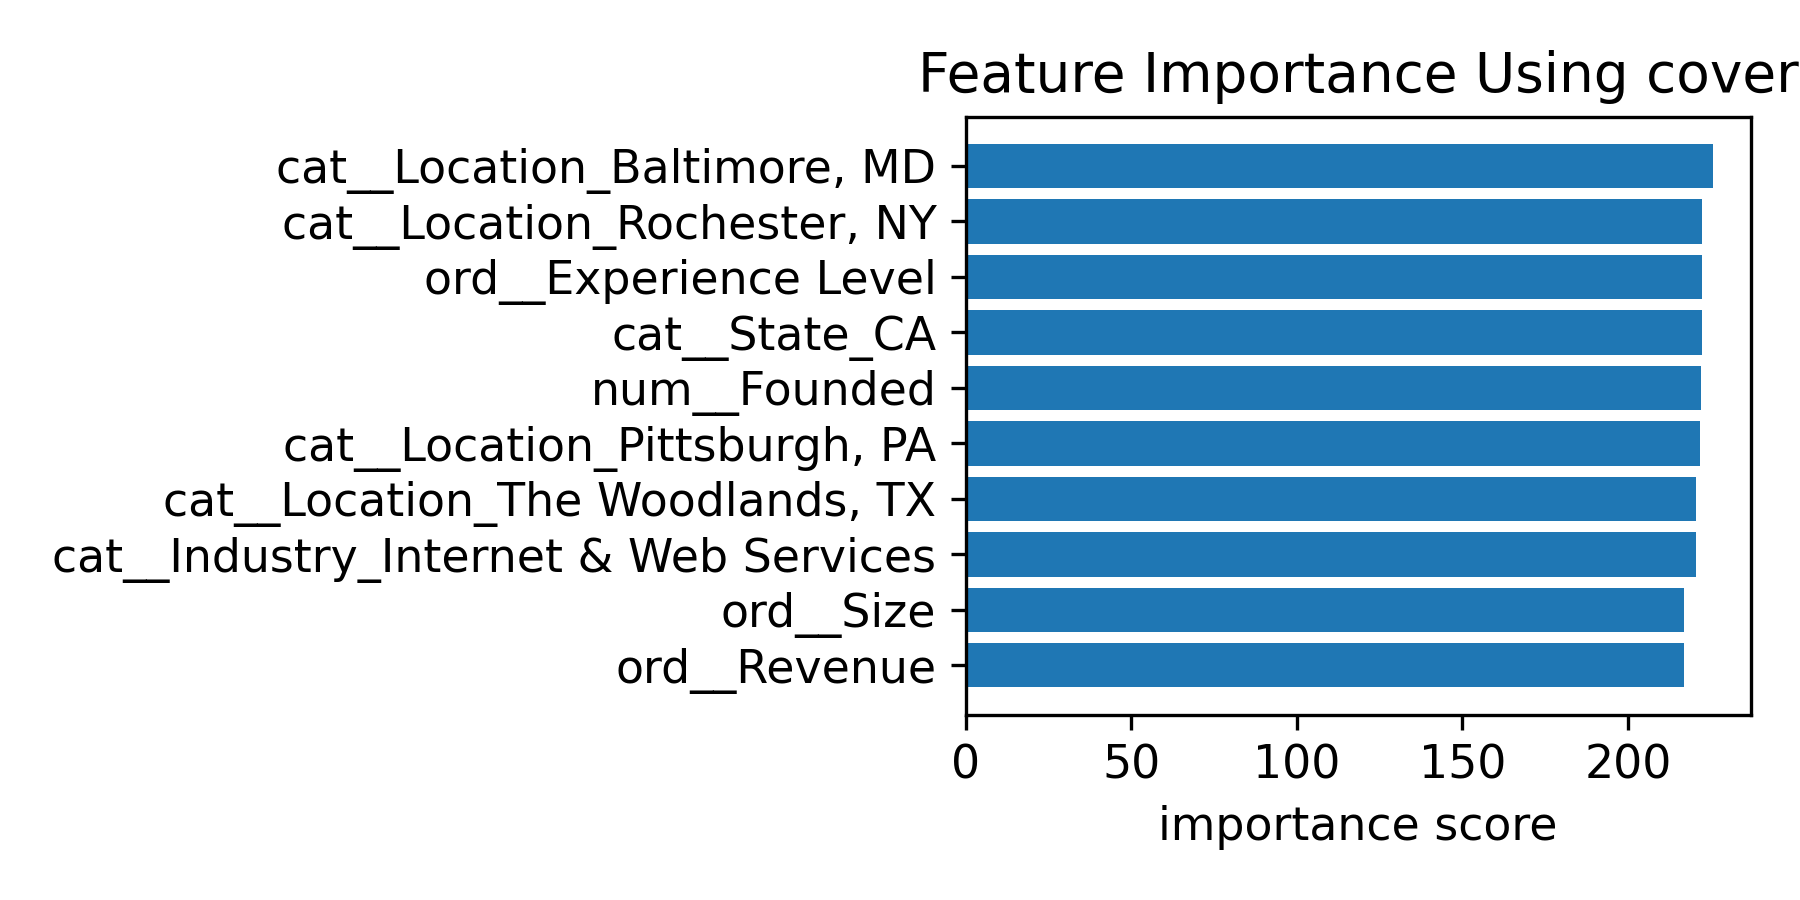 Feature Importance Using cover
cat__Location_Baltimore, MD
cat__Location_Rochester, NY
ord__Experience Level
cat__State_CA
num__Founded
cat__Location_Pittsburgh, PA
cat__Location_The Woodlands, TX
cat__Industry_Internet & Web Services
ord__Size
ord__Revenue
0 50 100 150 200
importance score